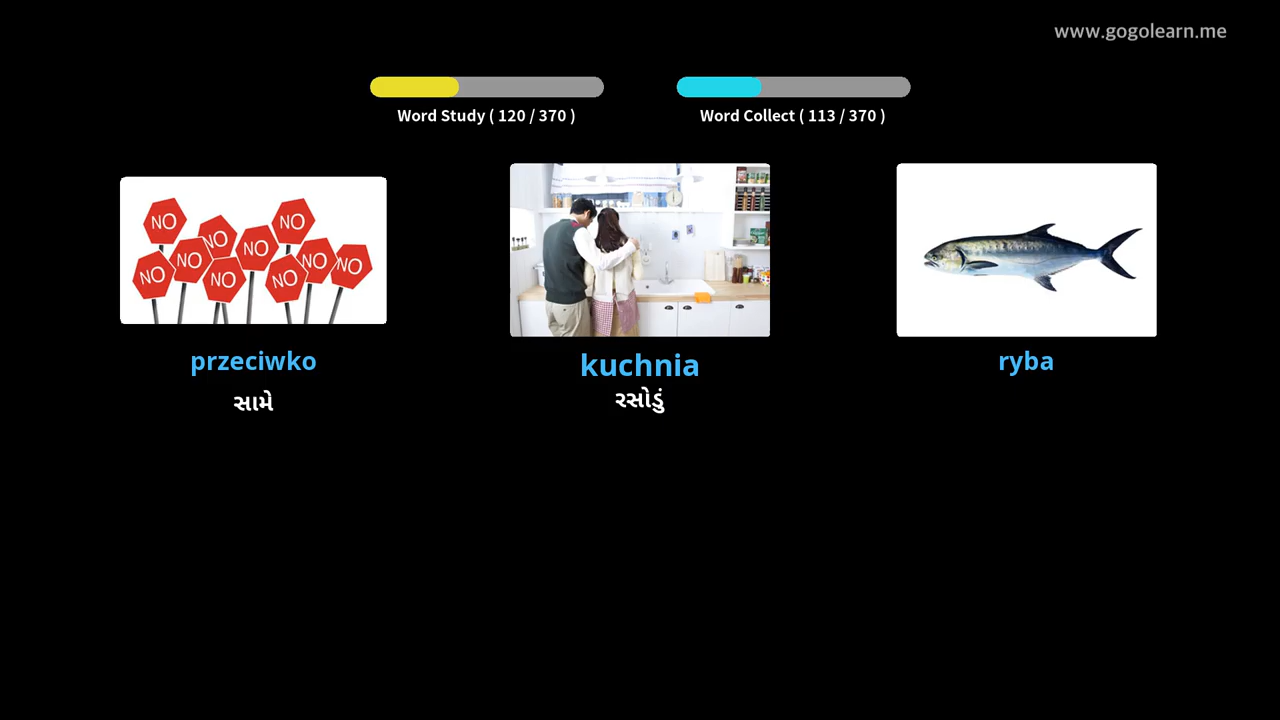 www.gogolearn.me
Word Study ( 120 / 370 )
Word Collect ( 113 / 370 )
NO
NO
NO
NO
NO
NO
NO
NO
NO
przeciwko
kuchnia
ryba
સામે
રસોડું